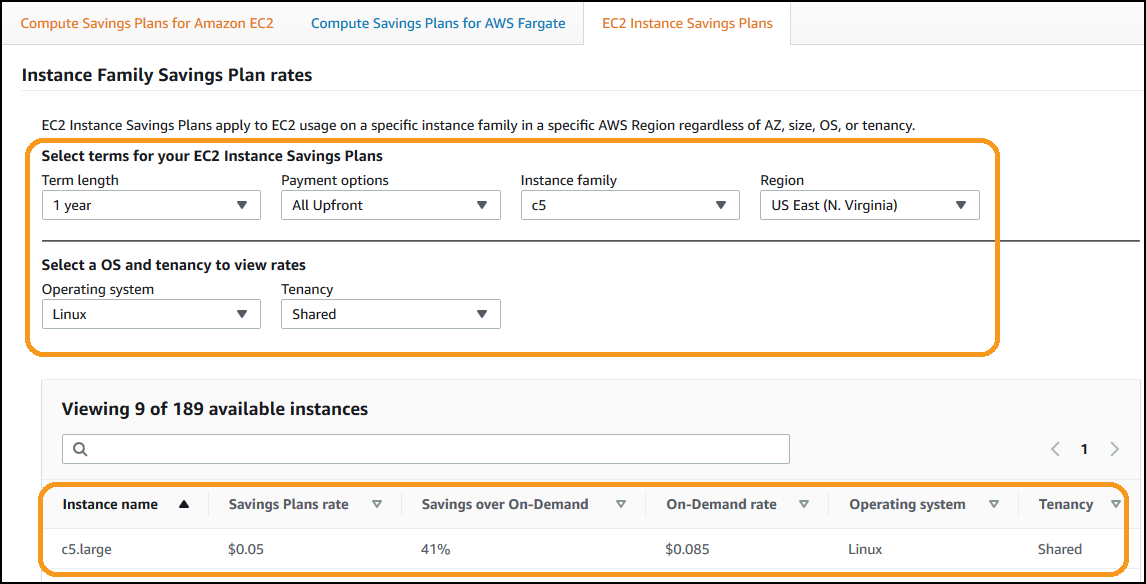 Compute Savings Plans for Amazon EC2 Compute Savings Plans for AWS Fargate EC2 Instance Savings Plans
Instance Family Savings Plan rates
EC2 Instance Savings Plans apply to EC2 usage on a specific instance family in a specific AWS Region regardless of AZ, size, OS, or tenancy.
Select terms for your EC2 Instance Savings Plans
Term length Payment options Instance family Region
1 year All Upfront c5 US East (N. Virginia)
Select a OS and tenancy to view rates
Operating system Tenancy
Linux Shared
Viewing 9 of 189 available instances
1
Instance name Savings Plans rate Savings over On-Demand On-Demand rate Operating system Tenancy
c5.large $0.05 41% $0.085 Linux Shared